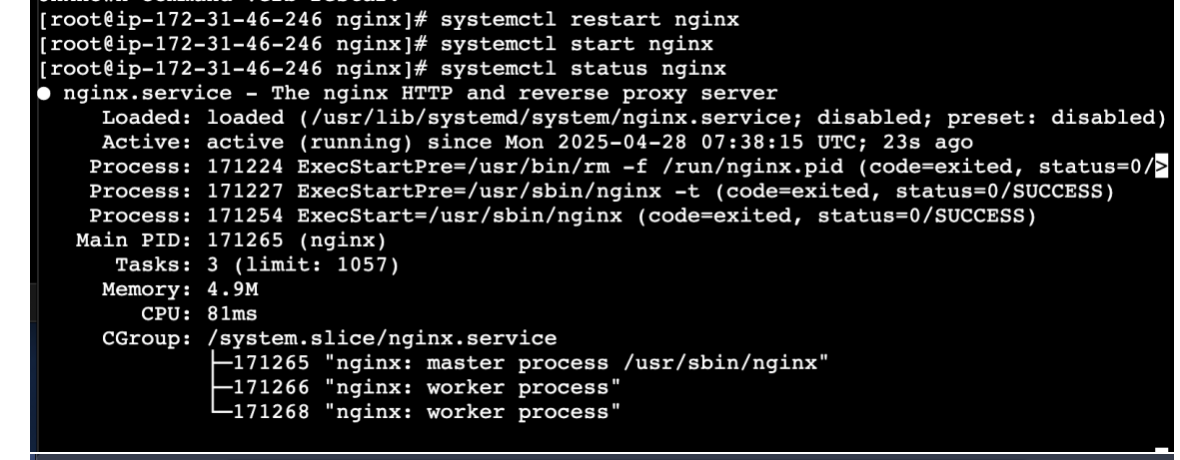 [root@ip-172-31-46-246 nginx]# systemctl restart nginx
[root@ip-172-31-46-246 nginx]# systemctl start nginx
[root@ip-172-31-46-246 nginx]# systemctl status nginx
● nginx.service - The nginx HTTP and reverse proxy server
     Loaded: loaded (/usr/lib/systemd/system/nginx.service; disabled; preset: disabled)
     Active: active (running) since Mon 2025-04-28 07:38:15 UTC; 23s ago
    Process: 171224 ExecStartPre=/usr/bin/rm -f /run/nginx.pid (code=exited, status=0/>
    Process: 171227 ExecStartPre=/usr/sbin/nginx -t (code=exited, status=0/SUCCESS)
    Process: 171254 ExecStart=/usr/sbin/nginx (code=exited, status=0/SUCCESS)
   Main PID: 171265 (nginx)
      Tasks: 3 (limit: 1057)
     Memory: 4.9M
        CPU: 81ms
     CGroup: /system.slice/nginx.service
             ├─171265 "nginx: master process /usr/sbin/nginx"
             ├─171266 "nginx: worker process"
             └─171268 "nginx: worker process"